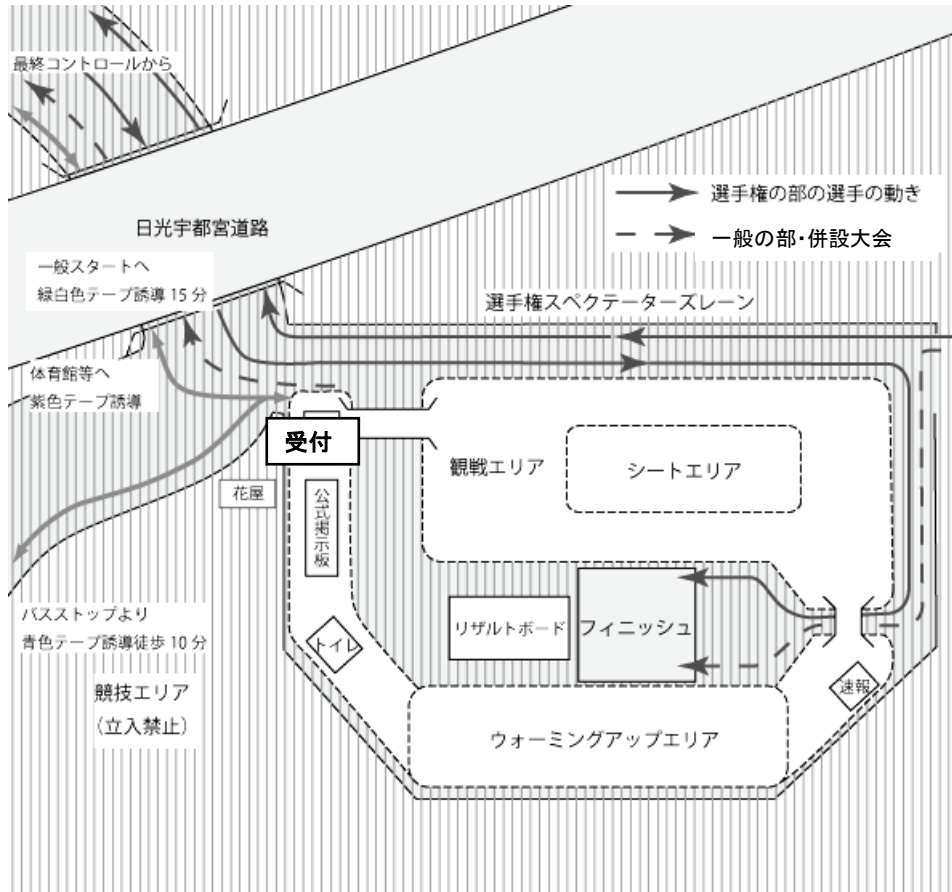 最終コントロールから
日光宇都宮道路
選手権の部の選手の動き
一般の部・併設大会
一般スタートへ
緑白色テープ誘導 15 分
選手権スペクテーターズレーン
体育館等へ
紫色テープ誘導
受付
観戦エリア
シートエリア
花屋
公式掲示板
バスストップより
青色テープ誘導徒歩 10 分
トイレ
リザルトボード
フィニッシュ
速報
競技エリア
（立入禁止）
ウォーミングアップエリア